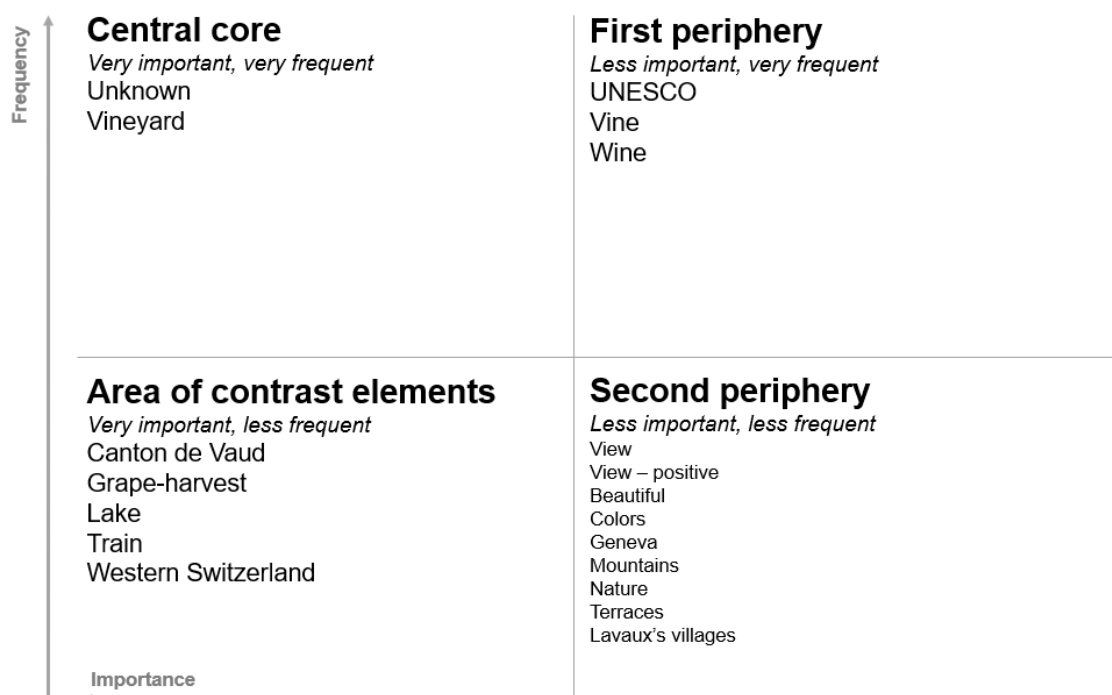 Frequency
Central core
Very important, very frequent
Unknown
Vineyard
First periphery
Less important, very frequent
UNESCO
Vine
Wine
Area of contrast elements
Very important, less frequent
Canton de Vaud
Grape-harvest
Lake
Train
Western Switzerland
Second periphery
Less important, less frequent
View
View – positive
Beautiful
Colors
Geneva
Mountains
Nature
Terraces
Lavaux’s villages
Importance